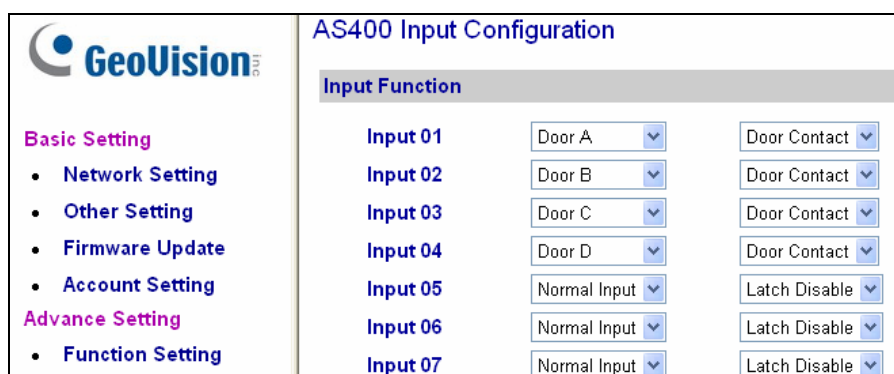 GeoVision inc
Basic Setting
• Network Setting
• Other Setting
• Firmware Update
• Account Setting
Advance Setting
• Function Setting
AS400 Input Configuration
Input Function
Input 01 Door A Door Contact
Input 02 Door B Door Contact
Input 03 Door C Door Contact
Input 04 Door D Door Contact
Input 05 Normal Input Latch Disable
Input 06 Normal Input Latch Disable
Input 07 Normal Input Latch Disable